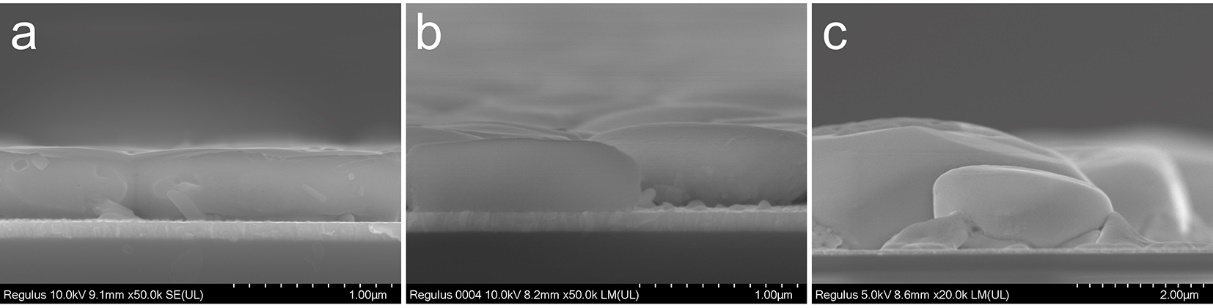 a
b
c
Regulus 10.0kV 9.1mm x50.0k SE(UL)
1.00μm
Regulus 0004 10.0kV 8.2mm x50.0k LM(UL)
1.00μm
Regulus 5.0kV 8.6mm x20.0k LM(UL)
2.00μm